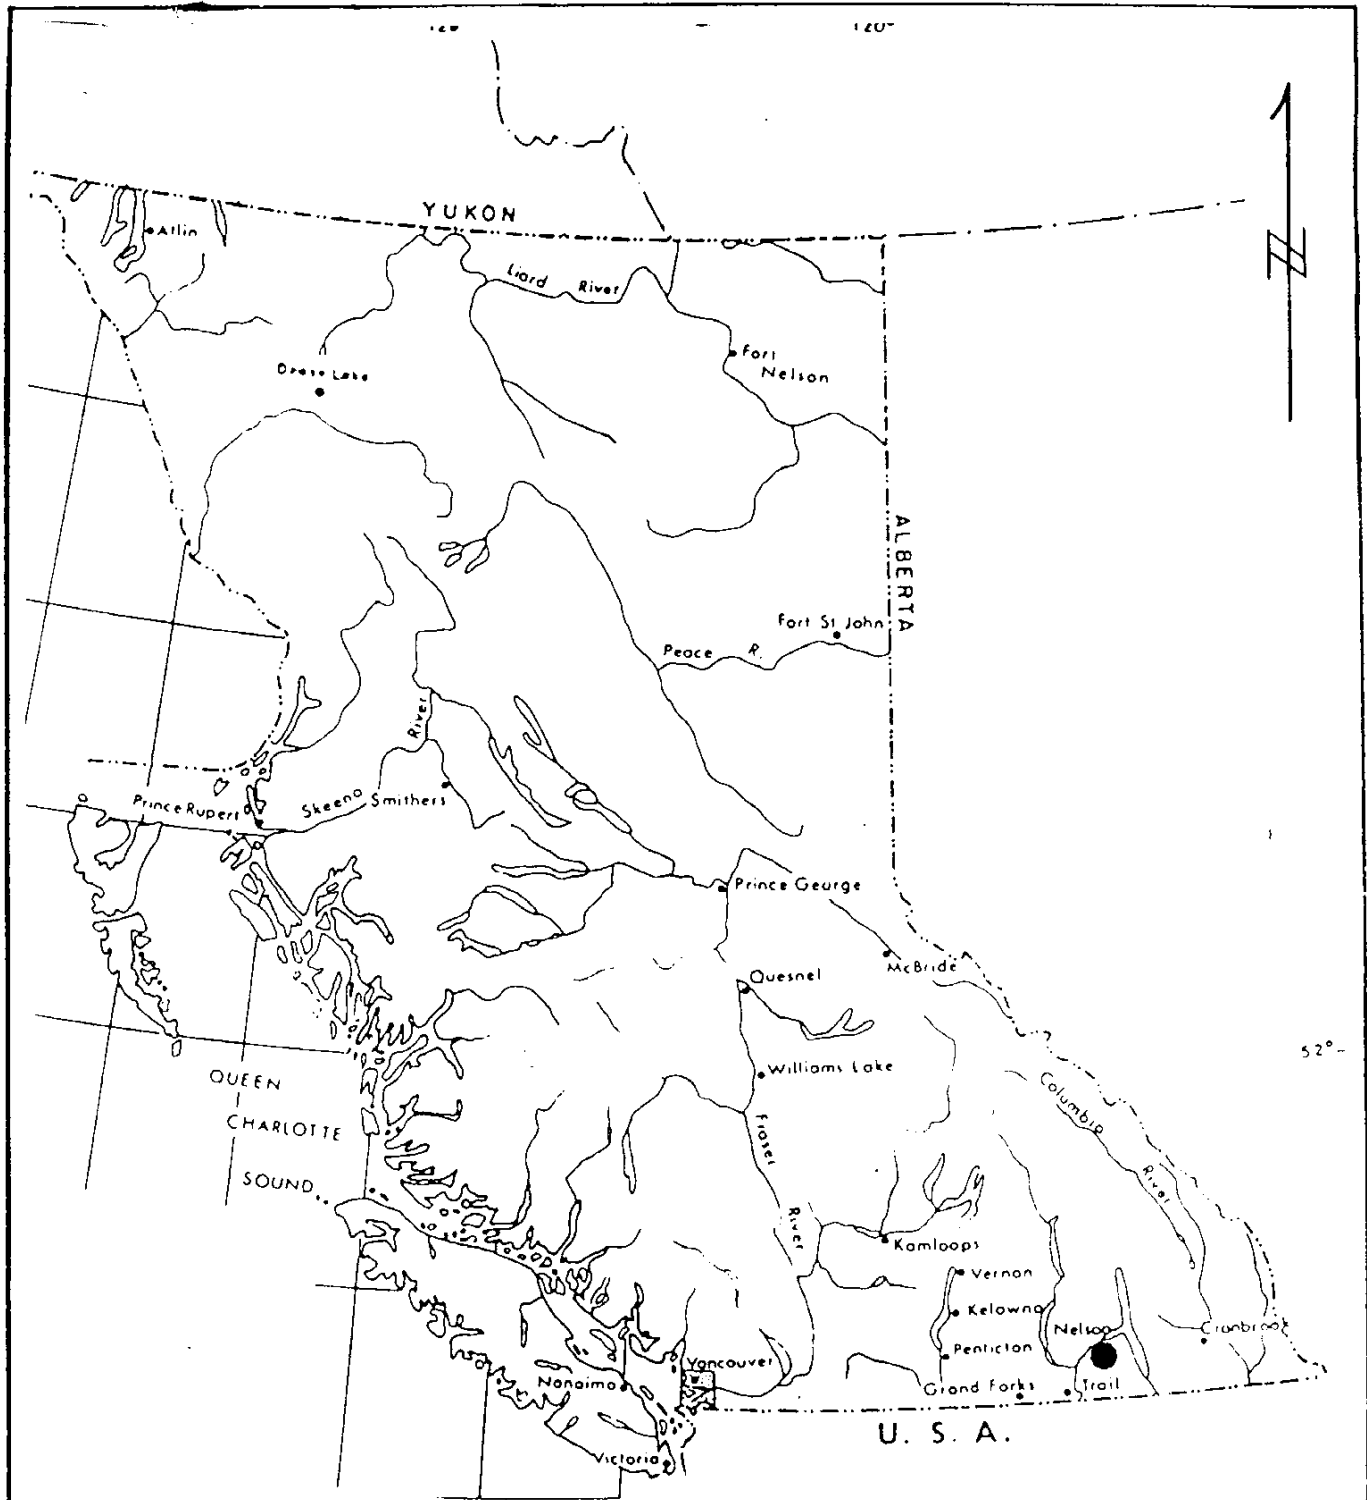 120°
YUKON
Atlin
Liard River
Fort
Nelson
Dease Lake
ALBERTA
Fort St John
Peace R.
River
Prince Rupert
Skeena
Smithers
Prince George
McBride
Quesnel
52°
Williams Lake
QUEEN
CHARLOTTE
SOUND
Columbia
River
Fraser
River
Kamloops
Vernon
Kelowna
Nelson
Cranbrook
Penticton
Vancouver
Nanaimo
Grand Forks
Trail
U. S. A.
Victoria